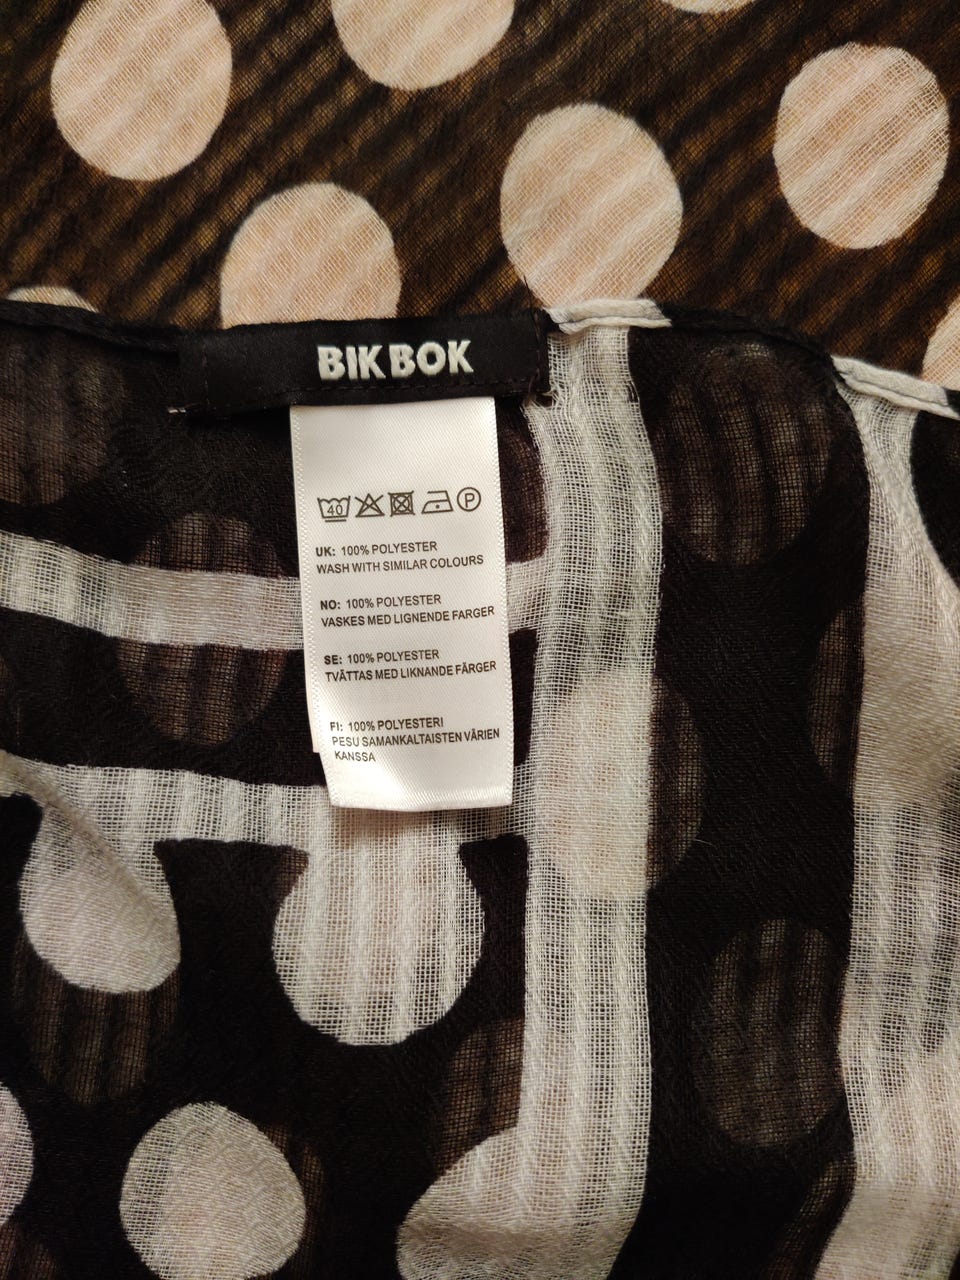 BIK BOK
40 P
UK: 100% POLYESTER
WASH WITH SIMILAR COLOURS
NO: 100% POLYESTER
VASKES MED LIGNENDE FARGER
SE: 100% POLYESTER
TVÄTTAS MED LIKNANDE FÄRGER
FI: 100% POLYESTERI
PESU SAMANKALTAISTEN VÄRIEN
KANSSA